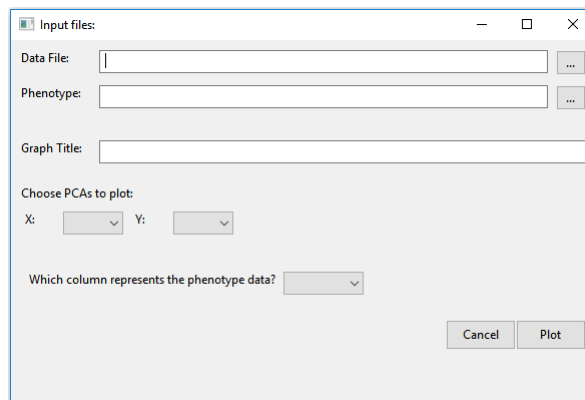 Input files:
Data File:
...
Phenotype:
...
Graph Title:
Choose PCAs to plot:
X: Y:
Which column represents the phenotype data?
Cancel Plot